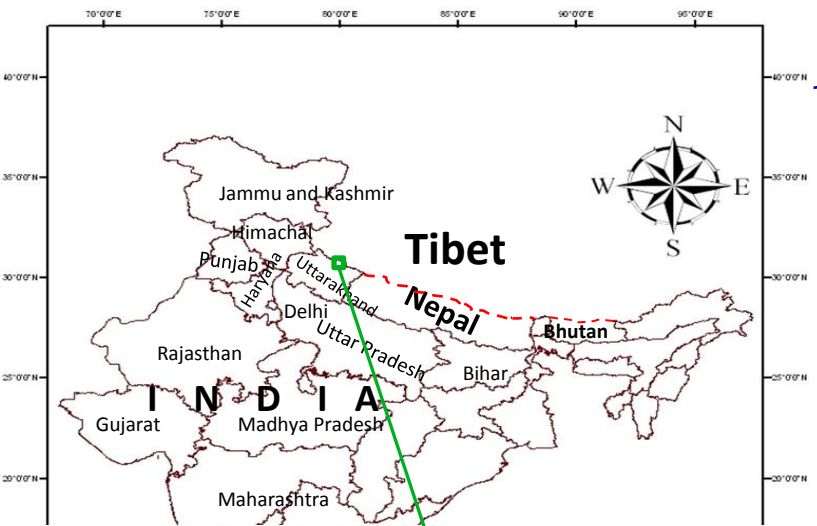 70°0'0"E 75°0'0"E 80°0'0"E 85°0'0"E 90°0'0"E 95°0'0"E
40°0'0"N 40°0'0"N
N
35°0'0"N 35°0'0"N
W E
Jammu and Kashmir
S
Himachal
Tibet
Punjab
Haryana
Uttarakhand
30°0'0"N 30°0'0"N
Nepal
Delhi
Bhutan
Uttar Pradesh
Rajasthan
Bihar
25°0'0"N 25°0'0"N
I N D I A
Gujarat
Madhya Pradesh
20°0'0"N 20°0'0"N
Maharashtra